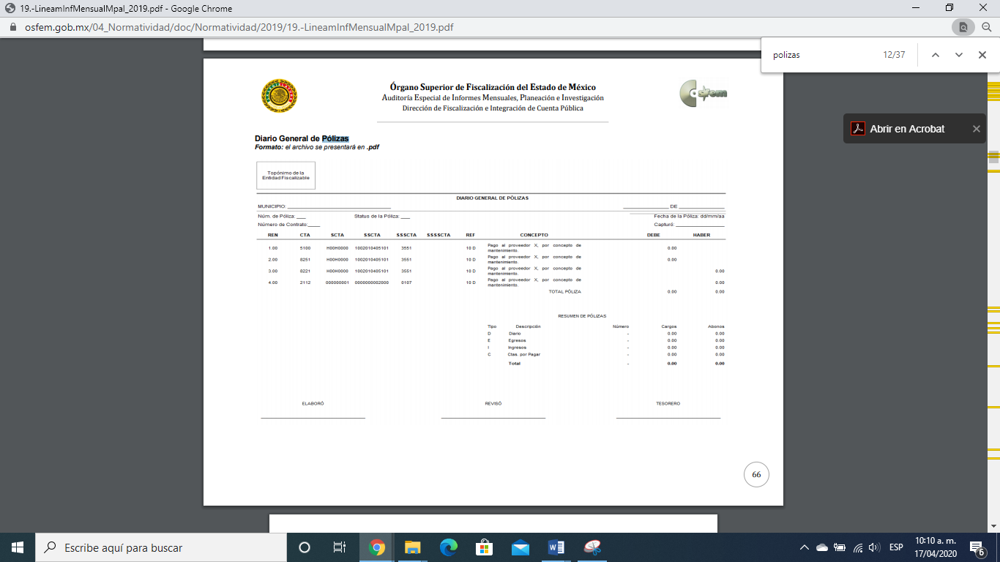 19.-LineamInfMensualMpal_2019.pdf - Google Chrome
osfem.gob.mx/04_Normatividad/doc/Normatividad/2019/19.-LineamInfMensualMpal_2019.pdf
polizas 12/37
Órgano Superior de Fiscalización del Estado de México
Auditoría Especial de Informes Mensuales, Planeación e Investigación
Dirección de Fiscalización e Integración de Cuenta Pública
osfem
Abrir en Acrobat
Diario General de Pólizas
Formato: el archivo se presentará en .pdf
Topónimo de la
Entidad Fiscalizable
DIARIO GENERAL DE PÓLIZAS
MUNICIPIO: ____ ____ DE ____
Núm. de Póliza: ___ Status de la Póliza: ___ Fecha de la Póliza: dd/mm/aa
Número de Contrato:____ Capturó: ____
REN CTA SCTA SSCTA SSSCTA SSSSCTA REF CONCEPTO DEBE HABER
1.00 5100 H00H0000 1002010405101 3551 10 D Pago al proveedor X, por concepto de 0.00
mantenimiento.
2.00 8251 H00H0000 1002010405101 3551 10 D Pago al proveedor X, por concepto de 0.00
mantenimiento.
3.00 8221 H00H0000 1002010405101 3551 10 D Pago al proveedor X, por concepto de 0.00
mantenimiento.
4.00 2112 000000001 0000000002000 0107 10 D Pago al proveedor X, por concepto de 0.00
mantenimiento.
TOTAL PÓLIZA 0.00 0.00
RESUMEN DE PÓLIZAS
Tipo Descripción Número Cargos Abonos
D Diario - 0.00 0.00
E Egresos - 0.00 0.00
I Ingresos - 0.00 0.00
C Ctas. por Pagar - 0.00 0.00
Total - 0.00 0.00
ELABORÓ REVISÓ TESORERO
66
Escribe aquí para buscar
ESP
10:10 a. m.
17/04/2020
6